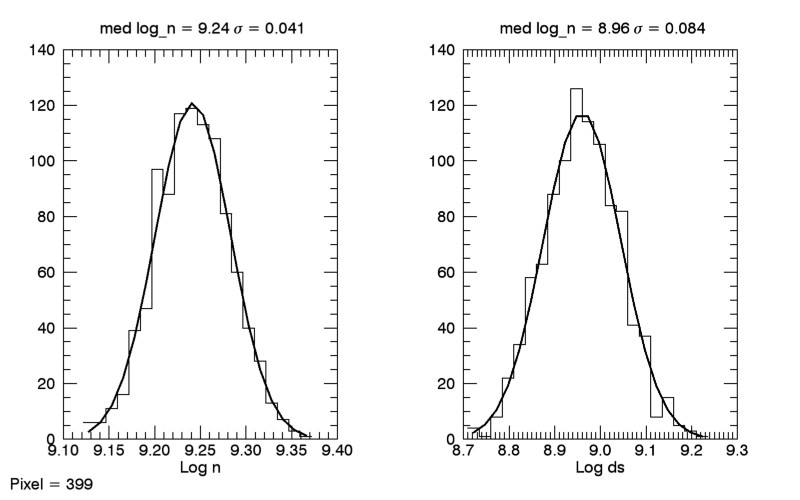 med log_n = 9.24 σ = 0.041
140
120
100
80
60
40
20
0
9.10 9.15 9.20 9.25 9.30 9.35 9.40
Log n
med log_n = 8.96 σ = 0.084
140
120
100
80
60
40
20
0
8.7 8.8 8.9 9.0 9.1 9.2 9.3
Log ds
Pixel = 399